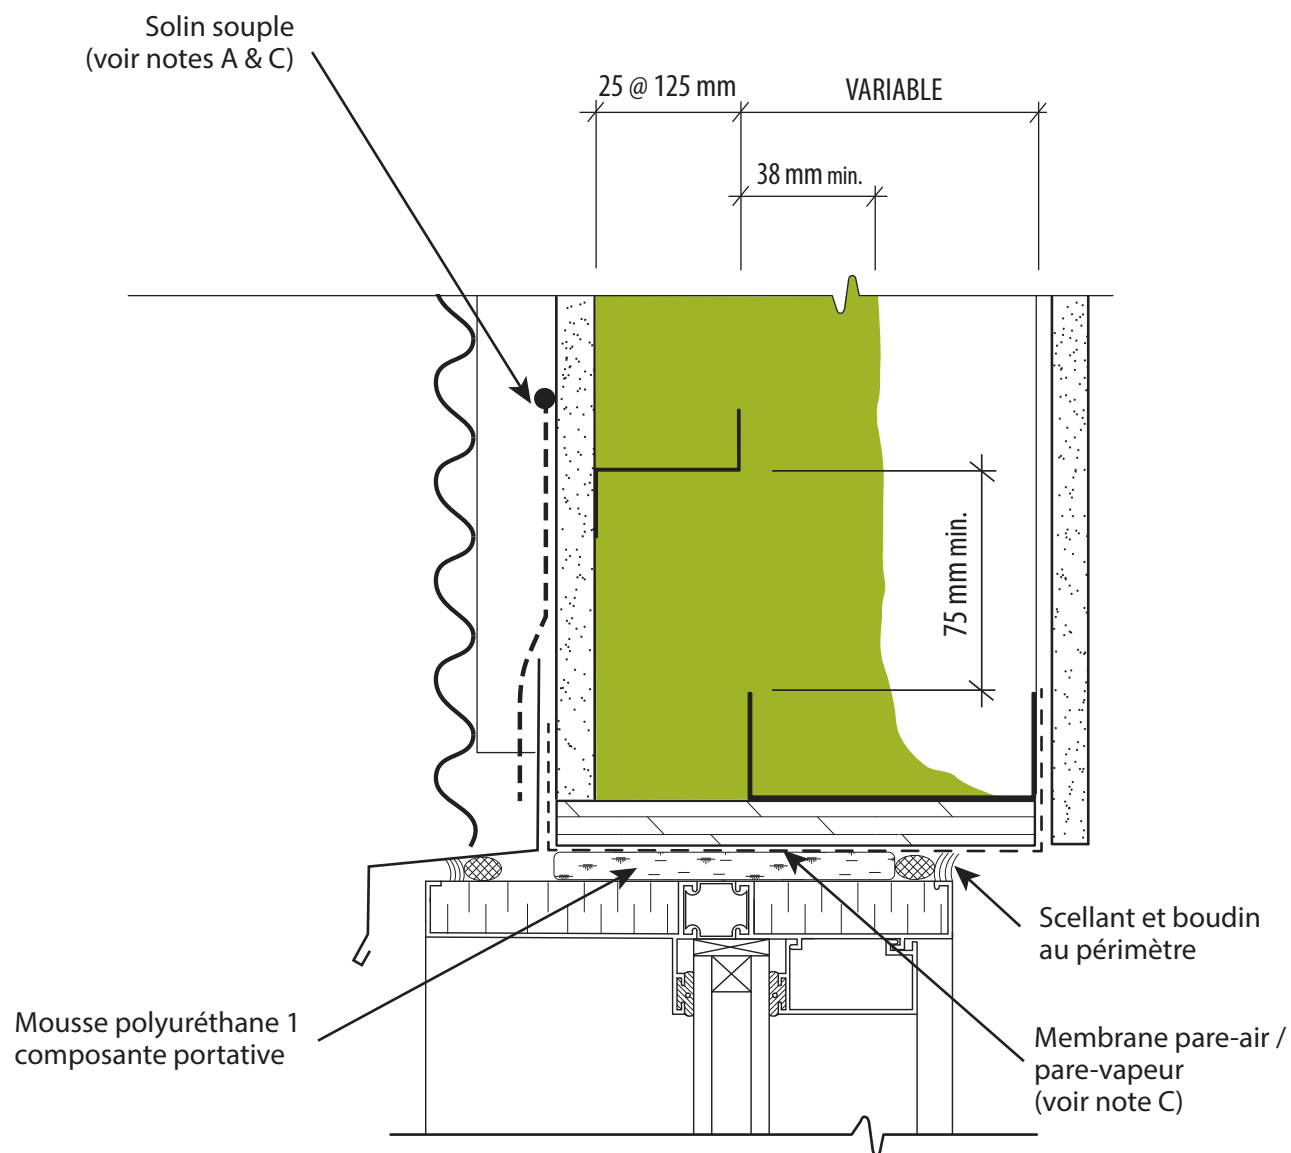 Solin souple
(voir notes A & C)
25 @ 125 mm
VARIABLE
38 mm min.
75 mm min.
Scellant et boudin
au périmètre
Mousse polyuréthane 1
composante portative
Membrane pare-air /
pare-vapeur
(voir note C)